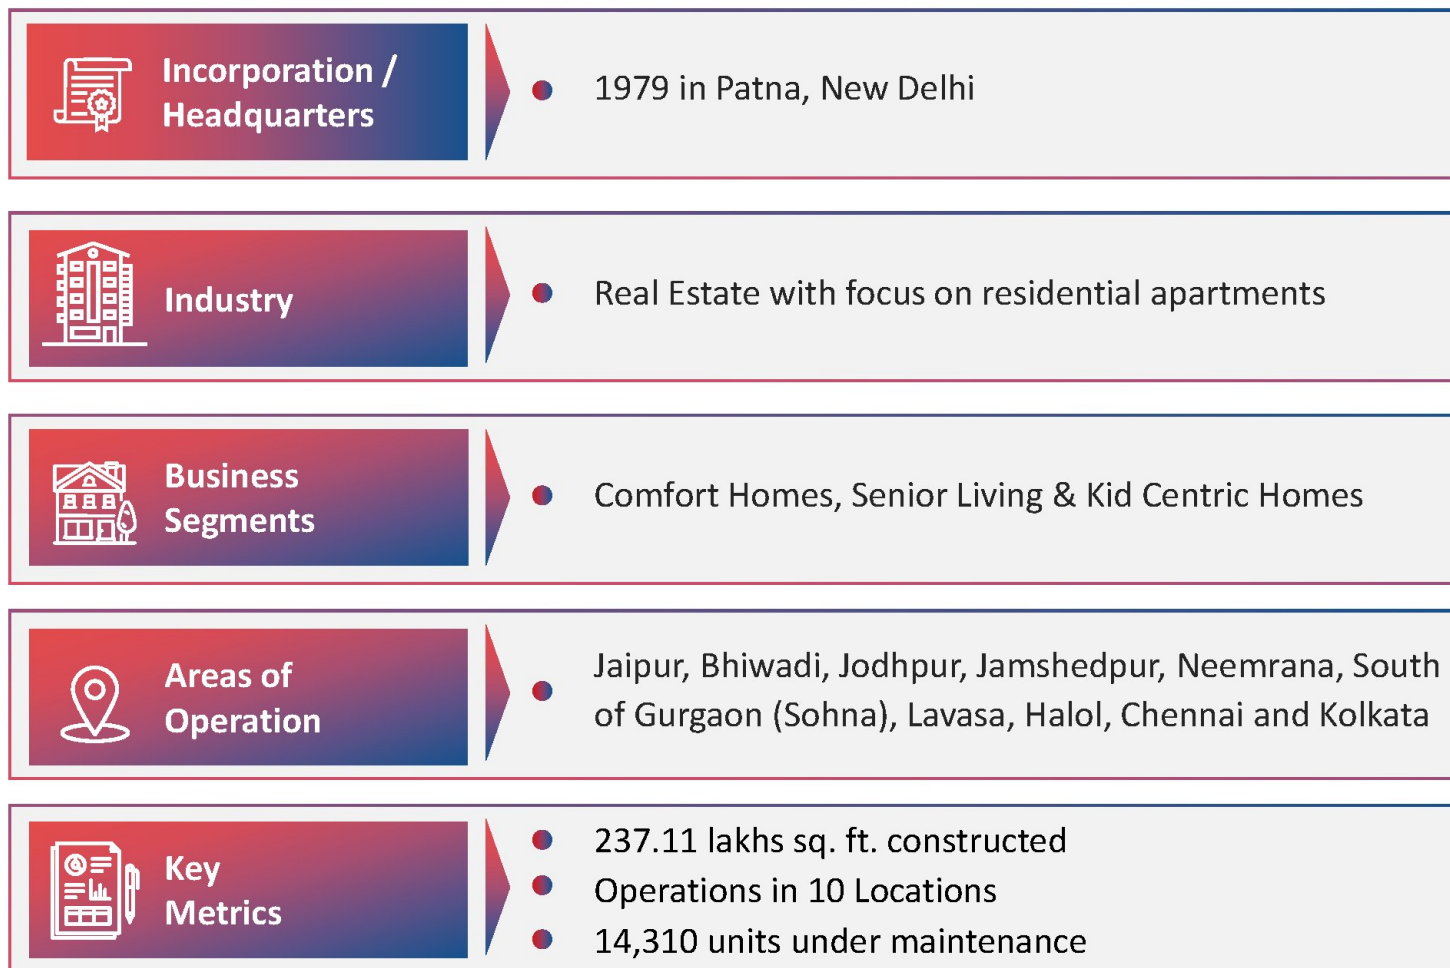 Incorporation /
Headquarters
1979 in Patna, New Delhi
Industry
Real Estate with focus on residential apartments
Business
Segments
Comfort Homes, Senior Living & Kid Centric Homes
Areas of
Operation
Jaipur, Bhiwadi, Jodhpur, Jamshedpur, Neemrana, South
of Gurgaon (Sohna), Lavasa, Halol, Chennai and Kolkata
Key
Metrics
237.11 lakhs sq. ft. constructed
Operations in 10 Locations
14,310 units under maintenance